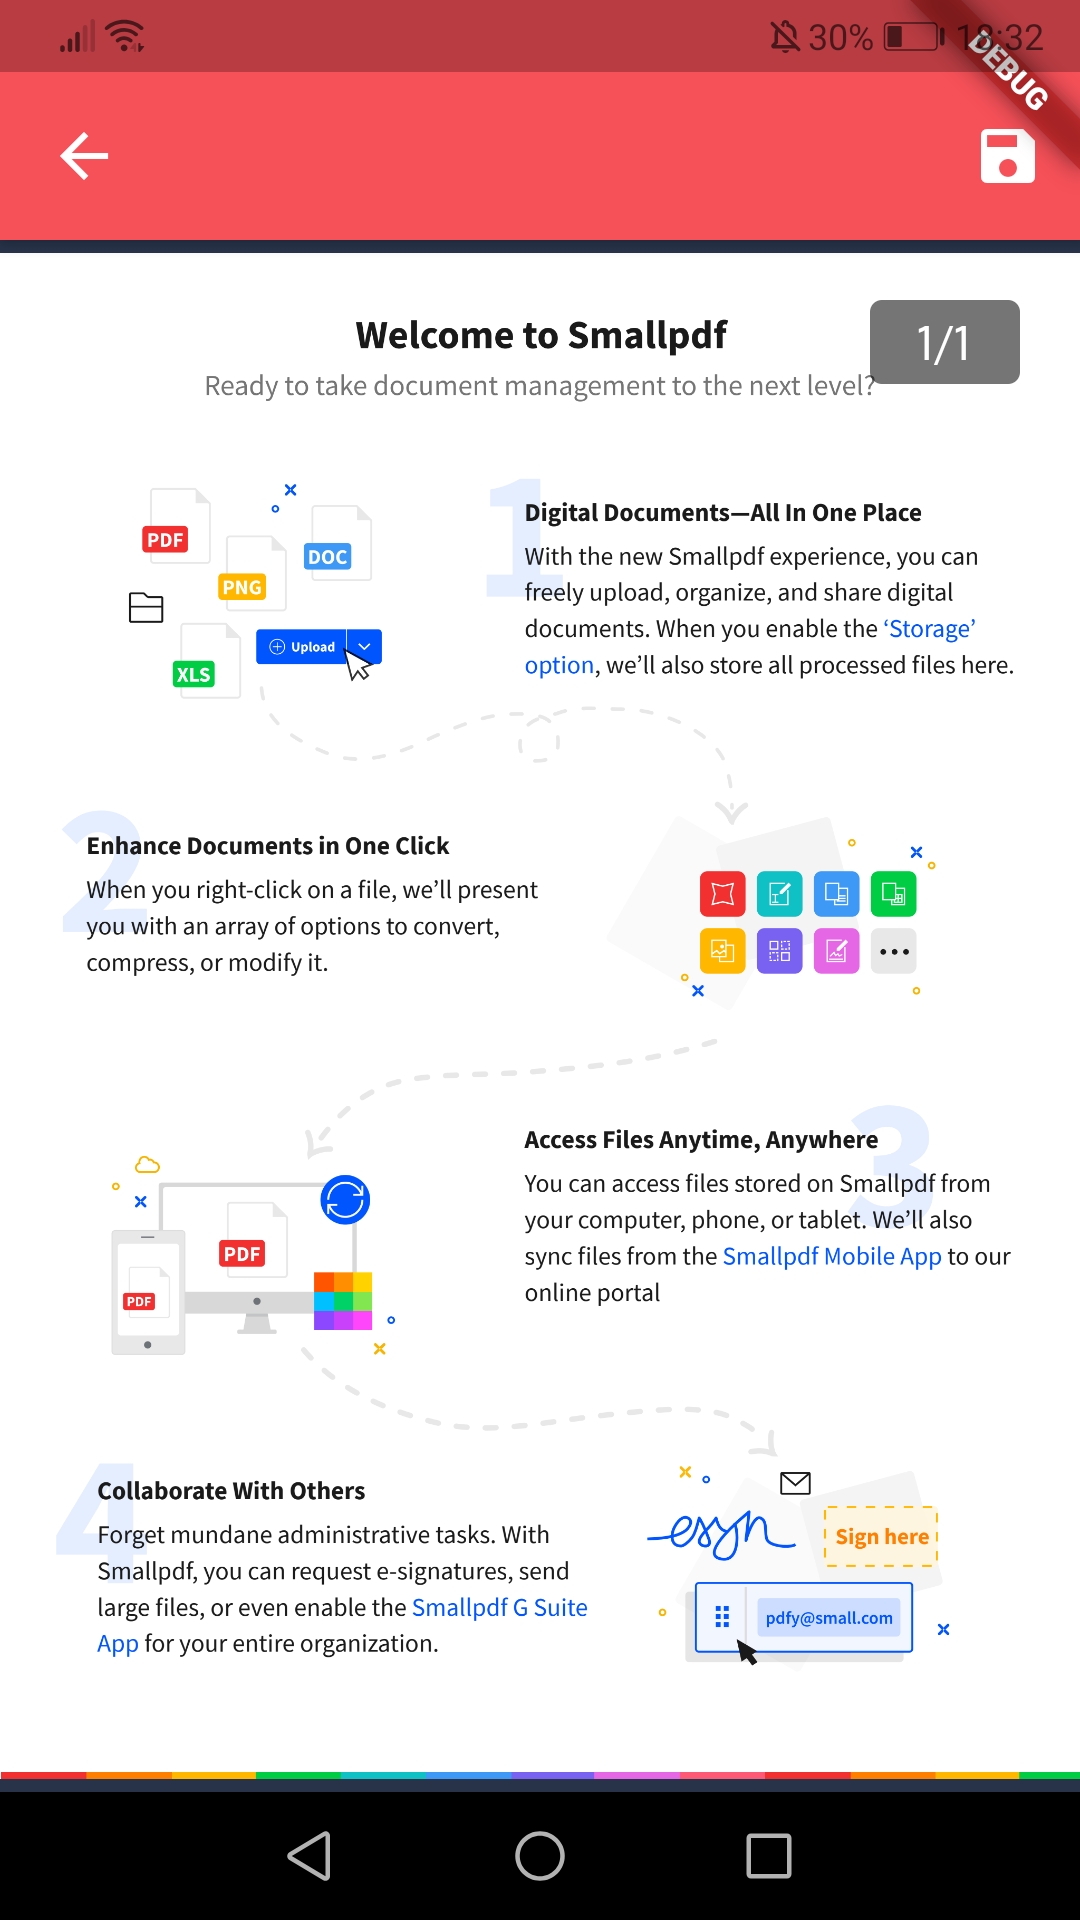 30% 18:32
DEBUG
Welcome to Smallpdf
1/1
Ready to take document management to the next level?
PDF
PNG
DOC
XLS
Upload
1
Digital Documents—All In One Place
With the new Smallpdf experience, you can
freely upload, organize, and share digital
documents. When you enable the ‘Storage’
option, we’ll also store all processed files here.
2
Enhance Documents in One Click
When you right-click on a file, we’ll present
you with an array of options to convert,
compress, or modify it.
PDF
PDF
3
Access Files Anytime, Anywhere
You can access files stored on Smallpdf from
your computer, phone, or tablet. We’ll also
sync files from the Smallpdf Mobile App to our
online portal
4
Collaborate With Others
Forget mundane administrative tasks. With
Smallpdf, you can request e-signatures, send
large files, or even enable the Smallpdf G Suite
App for your entire organization.
esign
Sign here
pdfy@small.com